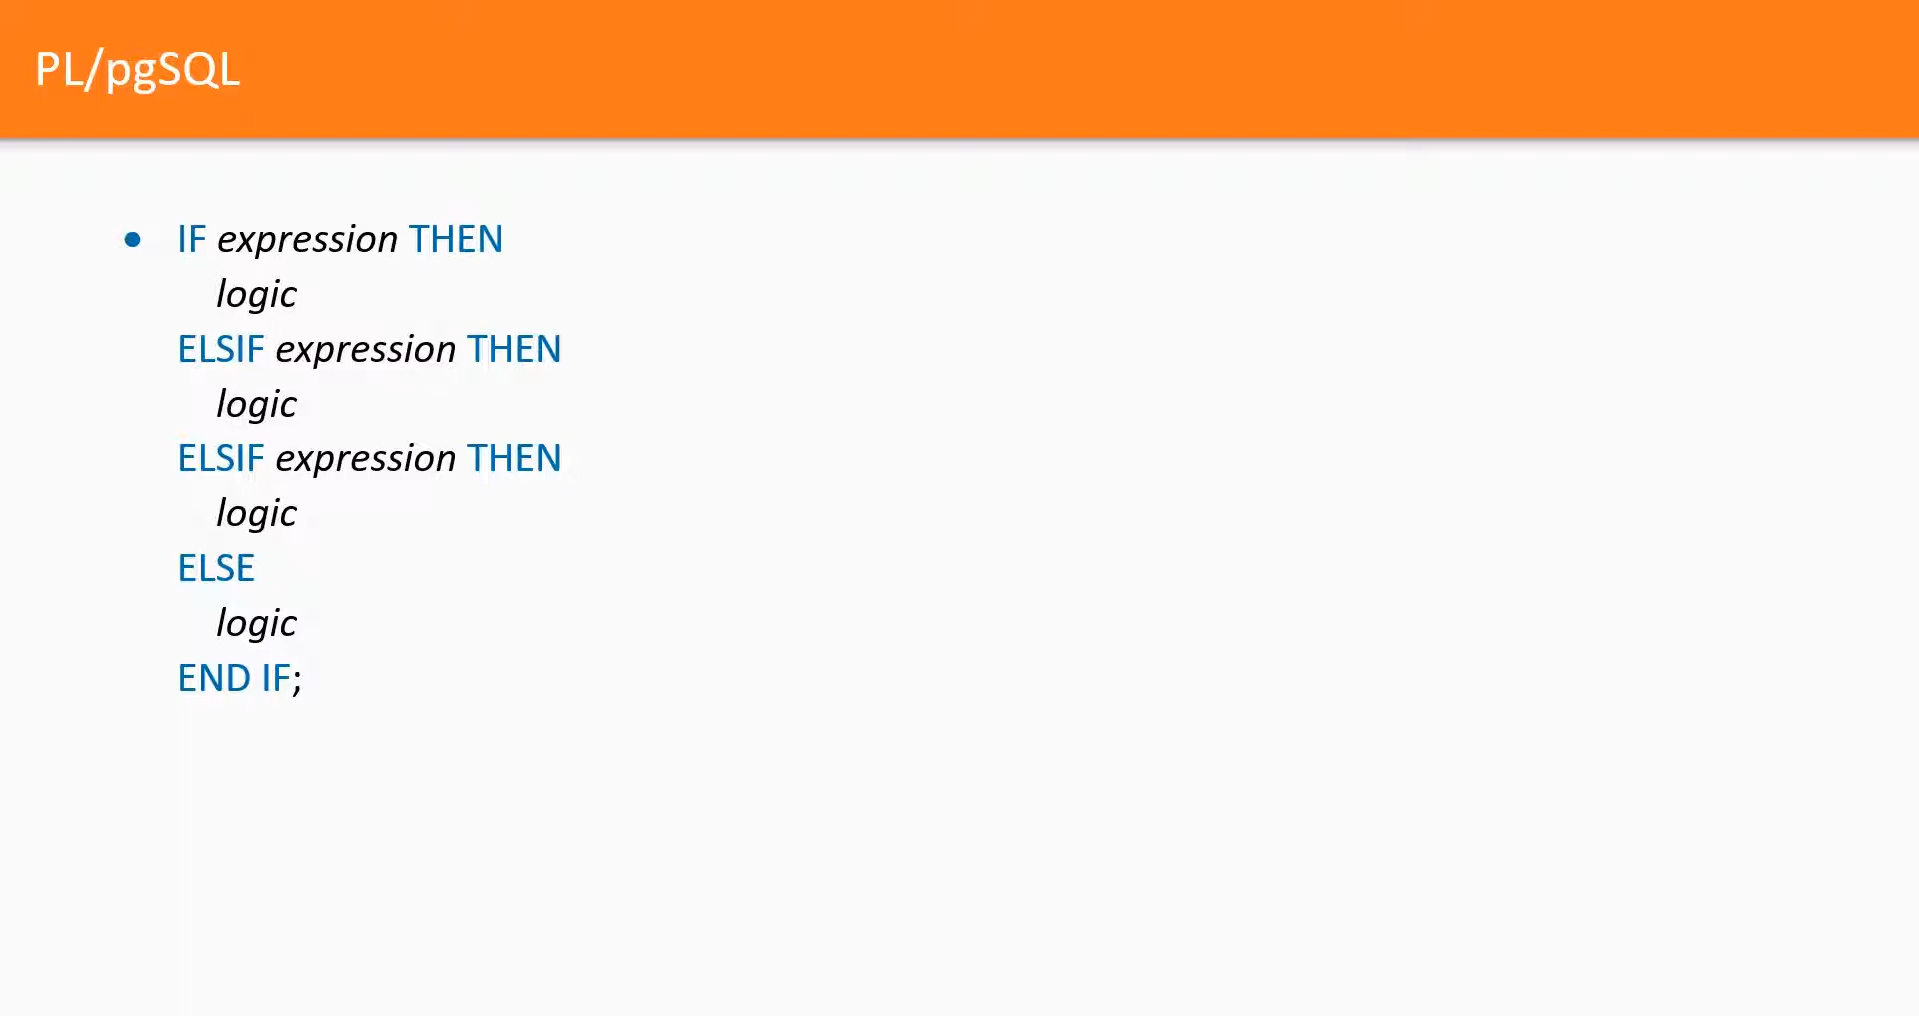 PL/pgSQL
• IF expression THEN
logic
ELSIF expression THEN
logic
ELSIF expression THEN
logic
ELSE
logic
END IF;